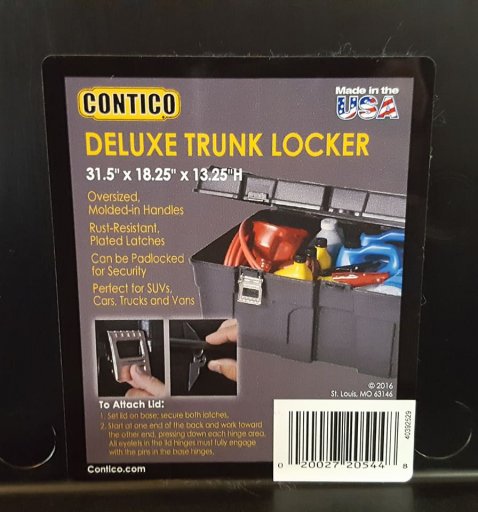 CONTICO
Made in the
USA
DELUXE TRUNK LOCKER
31.5" x 18.25" x 13.25"H
Oversized,
Molded-in Handles
Rust-Resistant,
Plated Latches
Can be Padlocked
for Security
Perfect for SUVs,
Cars, Trucks and Vans
© 2016
St. Louis, MO 63146
To Attach Lid:
1. Set lid on base; secure both latches.
2. Start at one end of the back and work toward
the other end, pressing down each hinge area.
All eyelets in the lid hinges must fully engage
with the pins in the base hinges.
Contico.com
40392529
0 20027 20544 8